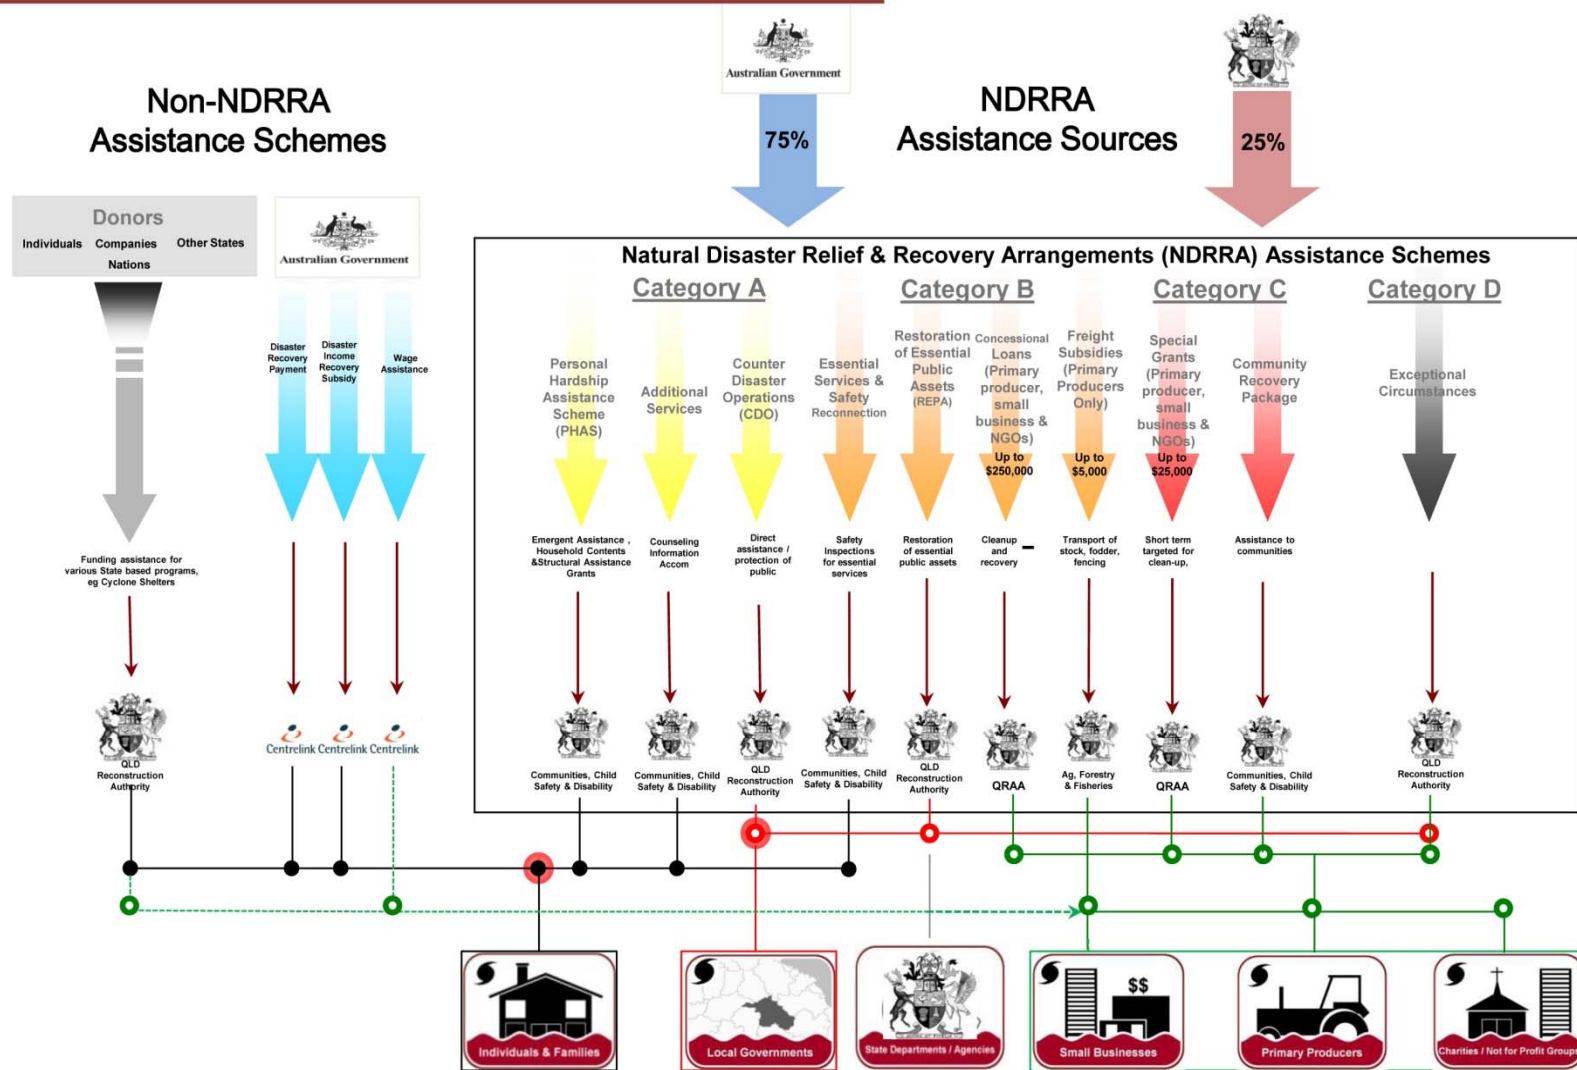 Non-NDRRA
Assistance Schemes
Australian Government
75%
NDRRA
Assistance Sources
25%
Donors
Individuals Companies Other States
Nations
Australian Government
Disaster
Recovery
Payment
Disaster
Income
Recovery
Subsidy
Wage
Assistance
Natural Disaster Relief & Recovery Arrangements (NDRRA) Assistance Schemes
Category A
Category B
Category C
Category D
Personal
Hardship
Assistance
Scheme
(PHAS)
Additional
Services
Counter
Disaster
Operations
(CDO)
Essential
Services &
Safety
Reconnection
Restoration
of Essential
Public
Assets
(REPA)
Concessional
Loans
(Primary
producer,
small
business &
NGOs)
Up to
$250,000
Freight
Subsidies
(Primary
Producers
Only)
Up to
$5,000
Special
Grants
(Primary
producer,
small
business &
NGOs)
Up to
$25,000
Community
Recovery
Package
Exceptional
Circumstances
Funding assistance for
various State based programs,
eg Cyclone Shelters
Emergent Assistance ,
Household Contents
&Structural Assistance
Grants
Counseling
Information
Accom
Direct
assistance /
protection of
public
Safety
Inspections
for essential
services
Restoration
of essential
public assets
Cleanup
and –
recovery
Transport of
stock, fodder,
fencing
Short term
targeted for
clean-up,
Assistance to
communities
QLD
Reconstruction
Authority
Centrelink
Centrelink
Centrelink
Communities, Child
Safety & Disability
Communities, Child
Safety & Disability
QLD
Reconstruction
Authority
Communities, Child
Safety & Disability
QLD
Reconstruction
Authority
QRAA
Ag, Forestry
& Fisheries
QRAA
Communities, Child
Safety & Disability
QLD
Reconstruction
Authority
Individuals & Families
Local Governments
State Departments / Agencies
$$
Small Businesses
Primary Producers
Charities / Not for Profit Groups